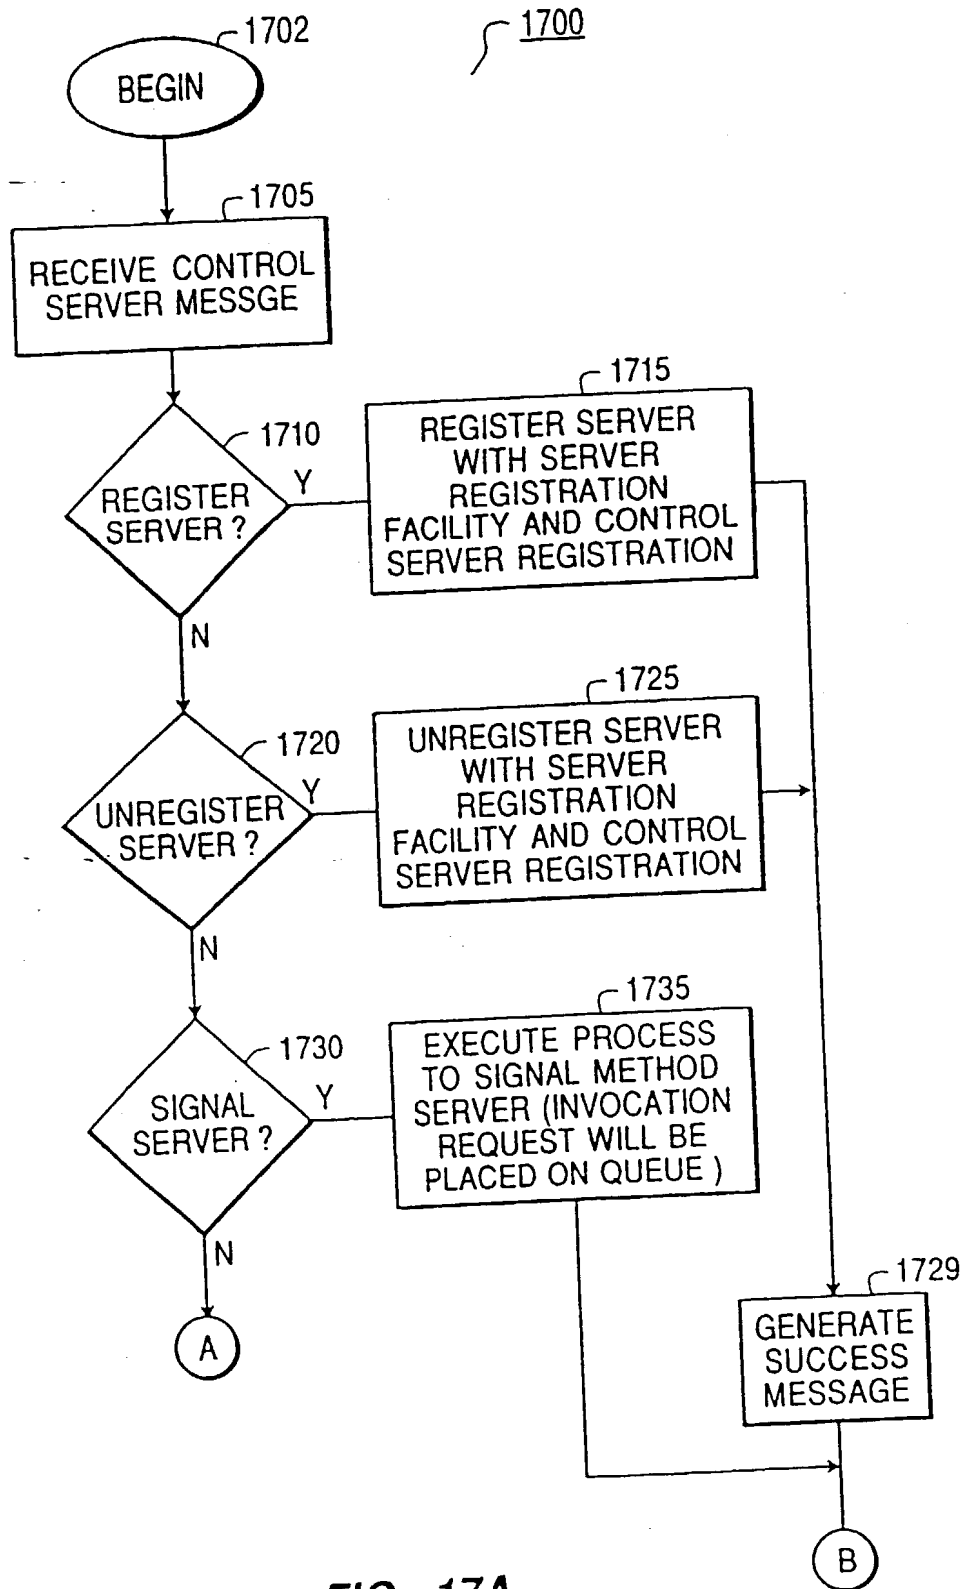 1700
1702
BEGIN
1705
RECEIVE CONTROL
SERVER MESSGE
1710
REGISTER
SERVER ?
Y
N
1715
REGISTER SERVER
WITH SERVER
REGISTRATION
FACILITY AND CONTROL
SERVER REGISTRATION
1720
UNREGISTER
SERVER ?
Y
N
1725
UNREGISTER SERVER
WITH SERVER
REGISTRATION
FACILITY AND CONTROL
SERVER REGISTRATION
1730
SIGNAL
SERVER ?
Y
N
1735
EXECUTE PROCESS
TO SIGNAL METHOD
SERVER (INVOCATION
REQUEST WILL BE
PLACED ON QUEUE )
A
1729
GENERATE
SUCCESS
MESSAGE
B
FIG. 17A